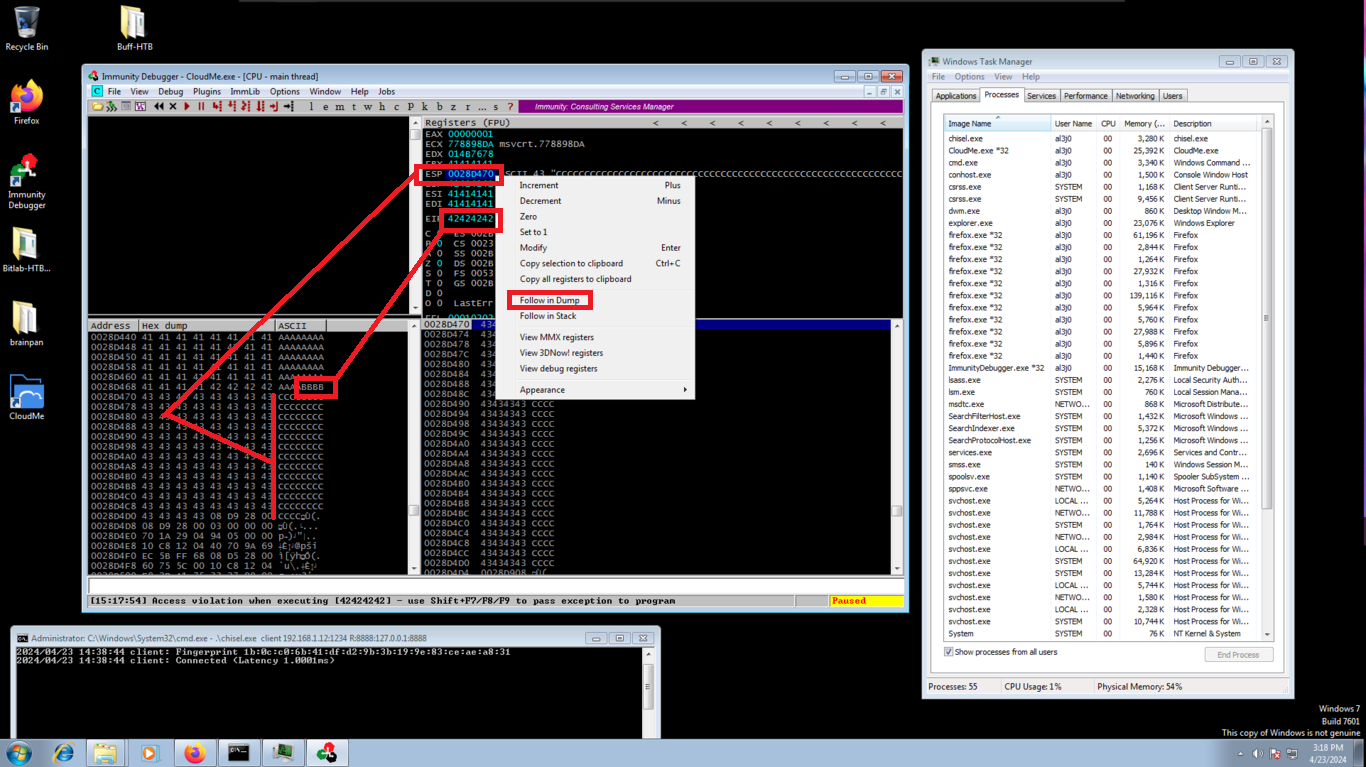 Recycle Bin
Buff-HTB
Firefox
Immunity
Debugger
Bitlab-HTB...
brainpan
CloudMe
Immunity Debugger - CloudMe.exe - [CPU - main thread]
File View Debug Plugins ImmLib Options Window Help Jobs
l e m t w h c P k b z r ... s ?
Immunity: Consulting Services Manager
Registers (FPU) < < < < < < < < <
EAX 00000001
ECX 778898DA msvcrt.778898DA
EDX 014B7678
41414141
ESP 0028D470
ESI 41414141
EDI 41414141
EIP 42424242
ES 002B
CS 0023
SS 002B
Z 0 DS 002B
S 0 FS 0053
T 0 GS 002B
D 0
O 0 LastErr
Increment Plus
Decrement Minus
Zero
Set to 1
Modify Enter
Copy selection to clipboard Ctrl+C
Copy all registers to clipboard
Follow in Dump
Follow in Stack
View MMX registers
View 3DNow! registers
View debug registers
Appearance
Address Hex dump ASCII
0028D440 41 41 41 41 41 41 41 41 AAAAAAAA
0028D448 41 41 41 41 41 41 41 41 AAAAAAAA
0028D450 41 41 41 41 41 41 41 41 AAAAAAAA
0028D458 41 41 41 41 41 41 41 41 AAAAAAAA
0028D460 41 41 41 41 41 41 41 41
0028D468 41 41 41 41 42 42 42 42 AAAABBBB
0028D470 43 43 43 43 43 43 43 43 CCCCCCCC
0028D478 43 43 43 43 43 43 43 43 CCCCCCCC
0028D480 43 43 43 43 43 43 43 43 CCCCCCCC
0028D488 43 43 43 43 43 43 43 43 CCCCCCCC
0028D490 43 43 43 43 43 43 43 43 CCCCCCCC
0028D498 43 43 43 43 43 43 43 43 CCCCCCCC
0028D4A0 43 43 43 43 43 43 43 43 CCCCCCCC
0028D4A8 43 43 43 43 43 43 43 43 CCCCCCCC
0028D4B0 43 43 43 43 43 43 43 43 CCCCCCCC
0028D4B8 43 43 43 43 43 43 43 43 CCCCCCCC
0028D4C0 43 43 43 43 43 43 43 43 CCCCCCCC
0028D4C8 43 43 43 43 43 43 43 43 CCCCCCCC
0028D4D0 43 43 43 43 08 D9 28 00
0028D4D8 08 D9 28 00 03 00 00 00
0028D4E0 70 1A 29 04 94 05 00 00
0028D4E8 10 C8 12 04 40 70 9A 69
0028D4F0 EC 5B FF 68 08 D5 28 00
0028D4F8 60 75 5C 00 10 C8 12 04
0028D470
0028D474
0028D478
0028D47C
0028D480
0028D484
0028D488
0028D48C
0028D490 43434343 CCCC
0028D494 43434343 CCCC
0028D498 43434343 CCCC
0028D49C 43434343 CCCC
0028D4A0 43434343 CCCC
0028D4A4 43434343 CCCC
0028D4A8 43434343 CCCC
0028D4AC 43434343 CCCC
0028D4B0 43434343 CCCC
0028D4B4 43434343 CCCC
0028D4B8 43434343 CCCC
0028D4BC 43434343 CCCC
0028D4C0 43434343 CCCC
0028D4C4 43434343 CCCC
0028D4C8 43434343 CCCC
0028D4CC 43434343 CCCC
0028D4D0 43434343 CCCC
0028D4D4 0028D908
[15:17:54] Access violation when executing [42424242] - use Shift+F7/F8/F9 to pass exception to program
Paused
Administrator: C:\Windows\System32\cmd.exe - .\chisel.exe client 192.168.1.12:1234 R:8888:127.0.0.1:8888
2024/04/23 14:38:44 client: Fingerprint 1b:0c:c0:6b:41:df:d2:9b:3b:19:9e:83:ce:ae:a8:31
2024/04/23 14:38:44 client: Connected (Latency 1.0001ms)
Windows Task Manager
File Options View Help
Applications Processes Services Performance Networking Users
Image Name User Name CPU Memory (... Description
chisel.exe al3j0 00 3,280 K chisel.exe
CloudMe.exe *32 al3j0 00 25,392 K CloudMe.exe
cmd.exe al3j0 00 3,340 K Windows Command ...
conhost.exe al3j0 00 1,500 K Console Window Host
csrss.exe SYSTEM 00 1,168 K Client Server Runti...
csrss.exe SYSTEM 00 9,456 K Client Server Runti...
dwm.exe al3j0 00 860 K Desktop Window M...
explorer.exe al3j0 00 23,076 K Windows Explorer
firefox.exe *32 al3j0 00 61,196 K Firefox
firefox.exe *32 al3j0 00 2,844 K Firefox
firefox.exe *32 al3j0 00 1,264 K Firefox
firefox.exe *32 al3j0 00 27,932 K Firefox
firefox.exe *32 al3j0 00 1,316 K Firefox
firefox.exe *32 al3j0 00 139,116 K Firefox
firefox.exe *32 al3j0 00 5,964 K Firefox
firefox.exe *32 al3j0 00 5,760 K Firefox
firefox.exe *32 al3j0 00 27,988 K Firefox
firefox.exe *32 al3j0 00 5,896 K Firefox
firefox.exe *32 al3j0 00 1,440 K Firefox
ImmunityDebugger.exe *32 al3j0 00 15,168 K Immunity Debugger...
lsass.exe SYSTEM 00 2,276 K Local Security Auth...
lsm.exe SYSTEM 00 760 K Local Session Mana...
msdtc.exe NETWO... 00 868 K Microsoft Distribute...
SearchFilterHost.exe SYSTEM 00 1,432 K Microsoft Windows ...
SearchIndexer.exe SYSTEM 00 5,372 K Microsoft Windows ...
SearchProtocolHost.exe SYSTEM 00 1,256 K Microsoft Windows ...
services.exe SYSTEM 00 2,696 K Services and Contr...
smss.exe SYSTEM 00 140 K Windows Session M...
spoolsv.exe SYSTEM 00 1,140 K Spooler SubSystem ...
sppsvc.exe NETWO... 00 1,408 K Microsoft Software ...
svchost.exe LOCAL ... 00 5,264 K Host Process for Wi...
svchost.exe NETWO... 00 11,788 K Host Process for Wi...
svchost.exe SYSTEM 00 1,764 K Host Process for Wi...
svchost.exe NETWO... 00 2,984 K Host Process for Wi...
svchost.exe LOCAL ... 00 6,836 K Host Process for Wi...
svchost.exe SYSTEM 00 64,920 K Host Process for Wi...
svchost.exe SYSTEM 00 13,284 K Host Process for Wi...
svchost.exe LOCAL ... 00 5,744 K Host Process for Wi...
svchost.exe NETWO... 00 1,580 K Host Process for Wi...
svchost.exe LOCAL ... 00 2,328 K Host Process for Wi...
svchost.exe LOCAL ... 00 10,744 K Host Process for Wi...
System SYSTEM 00 76 K NT Kernel & System
Show processes from all users
End Process
Processes: 55 CPU Usage: 1% Physical Memory: 54%
Windows 7
Build 7601
This copy of Windows is not genuine
3:18 PM
4/23/2024